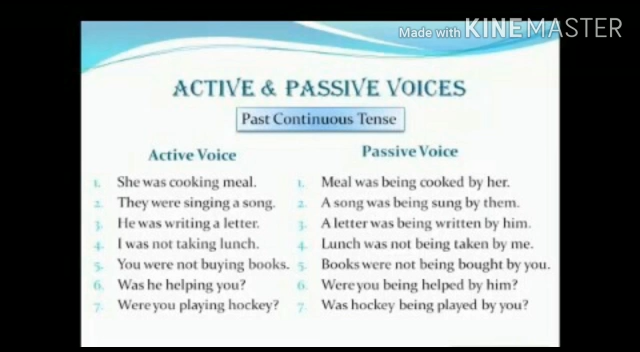 Made with KINEMASTER
ACTIVE & PASSIVE VOICES
Past Continuous Tense
Active Voice
1. She was cooking meal.
2. They were singing a song.
3. He was writing a letter.
4. I was not taking lunch.
5. You were not buying books.
6. Was he helping you?
7. Were you playing hockey?
Passive Voice
1. Meal was being cooked by her.
2. A song was being sung by them.
3. A letter was being written by him.
4. Lunch was not being taken by me.
5. Books were not being bought by you.
6. Were you being helped by him?
7. Was hockey being played by you?